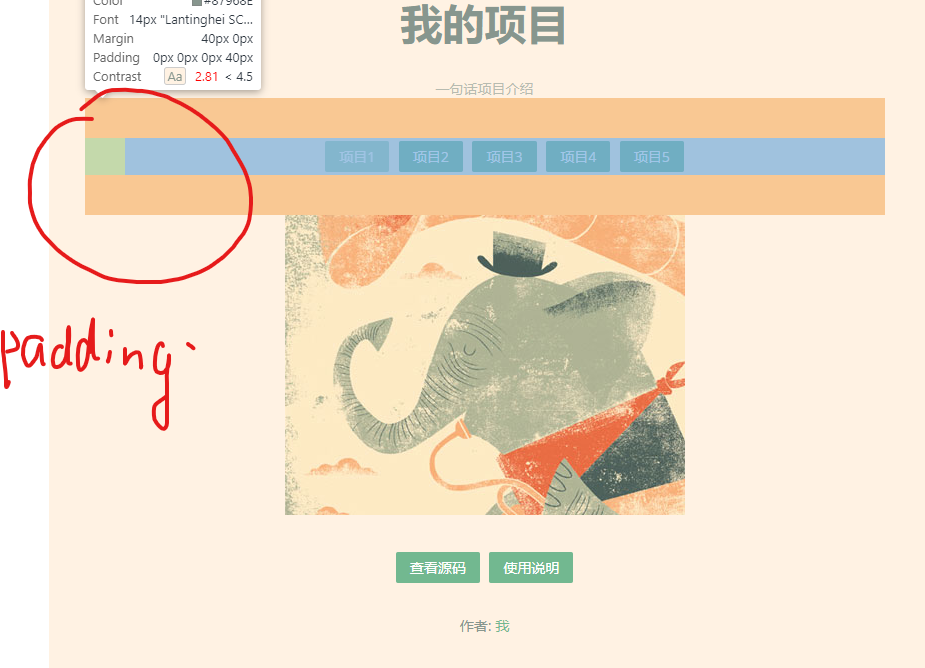 Color #87968E
Font 14px "Lantinghei SC...
Margin 40px 0px
Padding 0px 0px 0px 40px
Contrast Aa 2.81 < 4.5
我的项目
一句话项目介绍
项目1 项目2 项目3 项目4 项目5
padding.
查看源码 使用说明
作者: 我